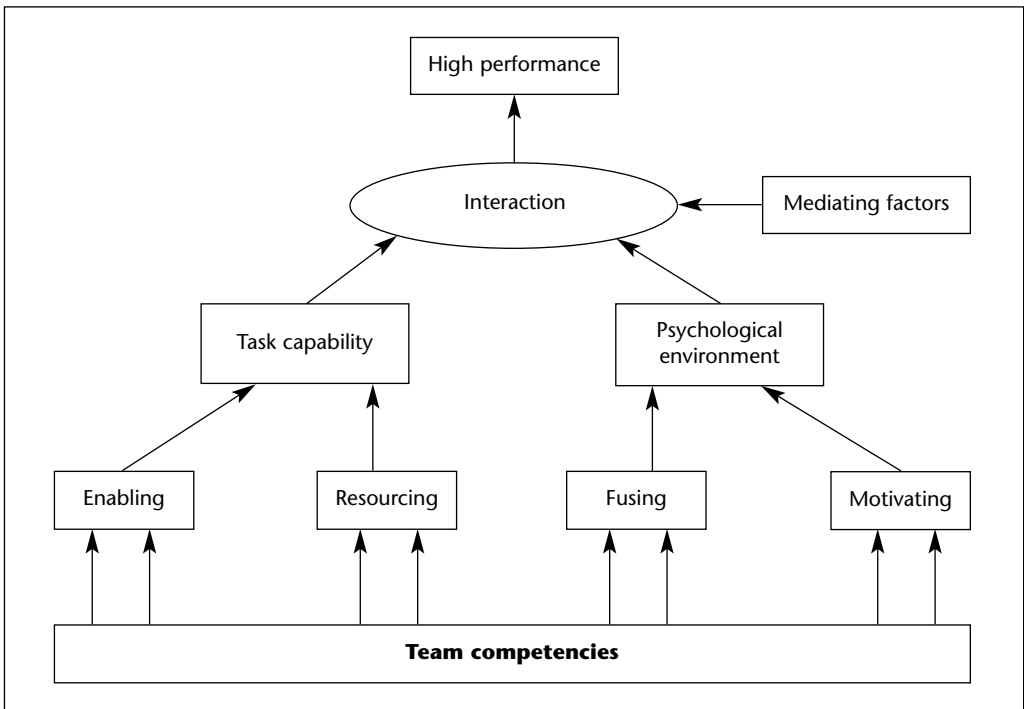 High performance
Interaction
Mediating factors
Task capability
Psychological
environment
Enabling
Resourcing
Fusing
Motivating
Team competencies